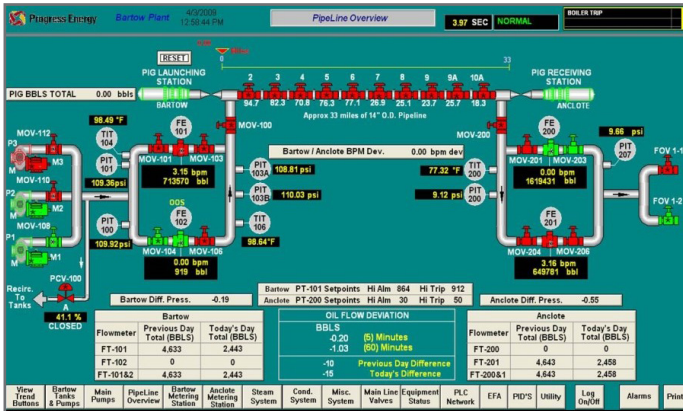 Progress Energy
Bartow Plant
4/3/2009
12:50:44 PM
PipeLine Overview
3.97 SEC NORMAL
BOILER TRIP
RESET
0
33
PIG LAUNCHING
STATION
BARTOW
PIG RECEIVING
STATION
ANCLOTE
PIG BBLS TOTAL 0.00 bbls
2 3 4 5 6 7 8 9 9A 10A
94.7 82.3 70.8 76.3 77.1 26.9 25.1 23.7 25.7 18.3
Approx 33 miles of 14" O.D. Pipeline
98.49 °F
FE
101
MOV-100
MOV-200
FE
200
9.66 psi
MOV-112
P3
M
M3
TIT
104
PIT
101
MOV-101 MOV-103
3.15 bpm
713570 bbl
Bartow / Anclote BPM Dev. 0.00 bpm dev
MOV-201 MOV-203
0.00 bpm
1619431 bbl
PIT
207
FOV 1-1
MOV-110
P2
M
M2
109.36psi
PIT
103A
108.81 psi
77.32 °F
TIT
200
PIT
103B
110.03 psi
9.12 psi
PIT
200
FOV 1-2
MOV-108
P1
M
M1
PIT
100
109.92psi
OOS
FE
102
MOV-104 MOV-106
0.00 bpm
919 bbl
TIT
106
98.64°F
FE
201
MOV-204 MOV-206
3.16 bpm
649781 bbl
PCV-100
Recirc.
To
Tanks
A
41.1 %
CLOSED
Bartow PT-101 Setpoints Hi Alm 864 Hi Trip 912
Anclote PT-200 Setpoints Hi Alm 30 Hi Trip 50
Bartow Diff. Press. -0.19
Anclote Diff. Press. -0.55
Bartow
Flowmeter Previous Day Total (BBLS) Today's Day Total (BBLS)
FT-101 4,633 2,443
FT-102 0 0
FT-101&2 4,633 2,443
OIL FLOW DEVIATION
BBLS
-0.20 (5) Minutes
-1.03 (60) Minutes
-10 Previous Day Difference
-15 Today's Difference
Anclote
Flowmeter Previous Day Total (BBLS) Today's Day Total (BBLS)
FT-200 0 0
FT-201 4,643 2,458
FT-200&1 4,643 2,458
View Trend Buttons
Bartow Tanks & Pumps
Main Pumps
PipeLine Overview
Bartow Metering Station
Anclote Metering Station
Steam System
Cond. System
Misc. System
Main Line Valves
Equipment Status
PLC Network
EFA
PID'S
Utility
Log On/Off
Alarms
Print